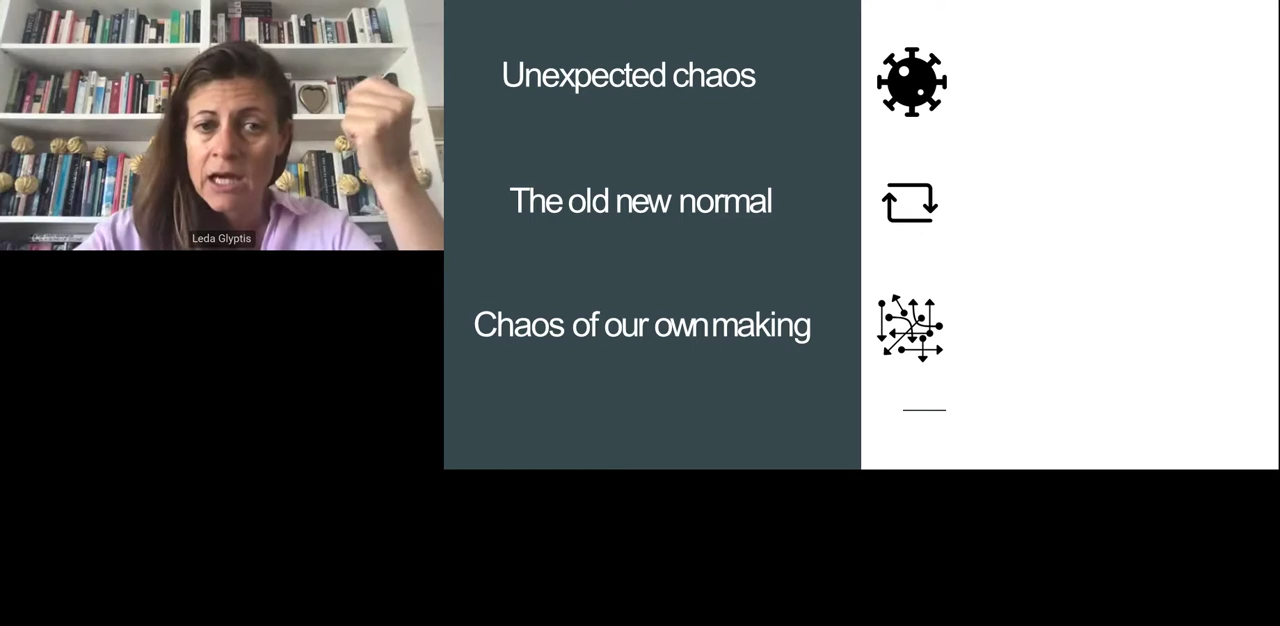 Leda Glyptis
Unexpected chaos
The old new normal
Chaos of our own making